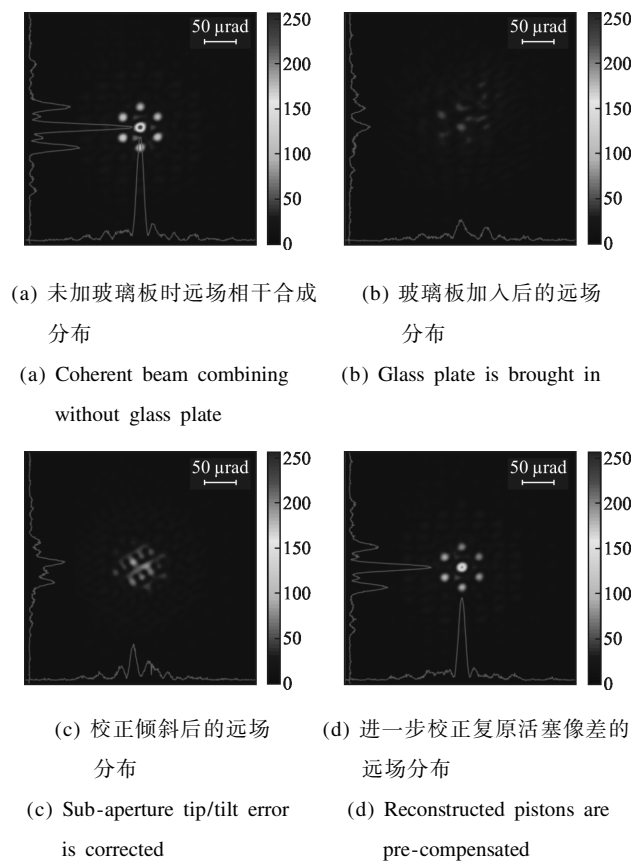 50 μrad
250
200
150
100
50
0
50 μrad
250
200
150
100
50
0
(a) 未加玻璃板时远场相干合成
分布
(a) Coherent beam combining
without glass plate
(b) 玻璃板加入后的远场
分布
(b) Glass plate is brought in
50 μrad
250
200
150
100
50
0
50 μrad
250
200
150
100
50
0
(c) 校正倾斜后的远场
分布
(c) Sub-aperture tip/tilt error
is corrected
(d) 进一步校正复原活塞像差的
远场分布
(d) Reconstructed pistons are
pre-compensated